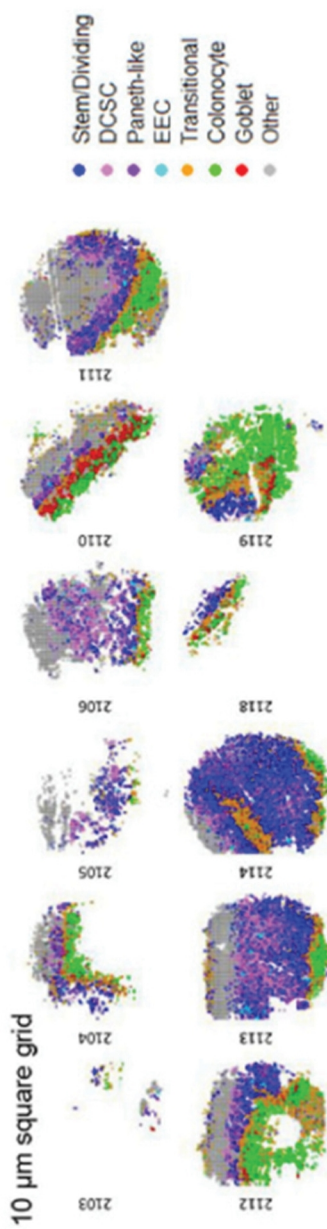 10 µm square grid
2103
2104
2105
2106
2110
2111
2112
2113
2114
2118
2119
Stem/Dividing
DCSC
Paneth-like
EEC
Transitional
Colonocyte
Goblet
Other